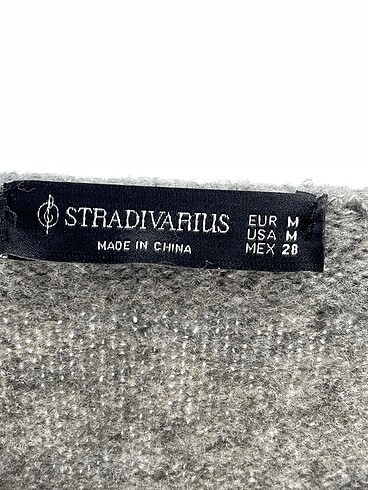 STRADIVARIUS
MADE IN CHINA
EUR M
USA M
MEX 28